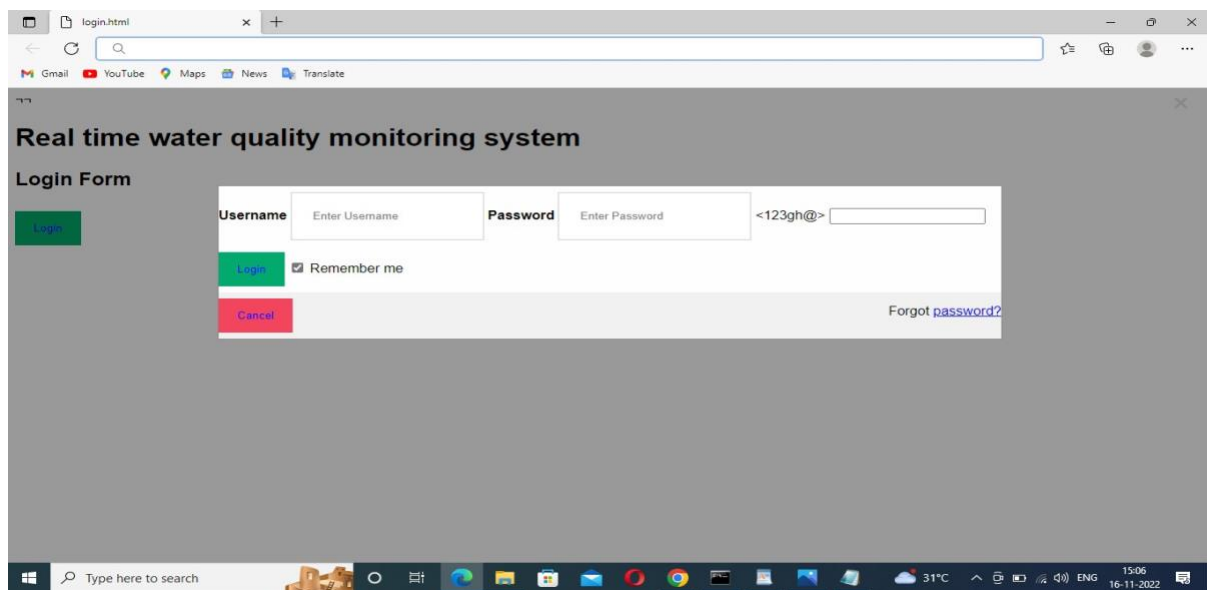 login.html
Gmail YouTube Maps News Translate
¬¬
Real time water quality monitoring system
Login Form
Login
Username Enter Username Password Enter Password <123gh@>
Login Remember me
Cancel Forgot password?
Type here to search 31°C ENG 15:06
16-11-2022